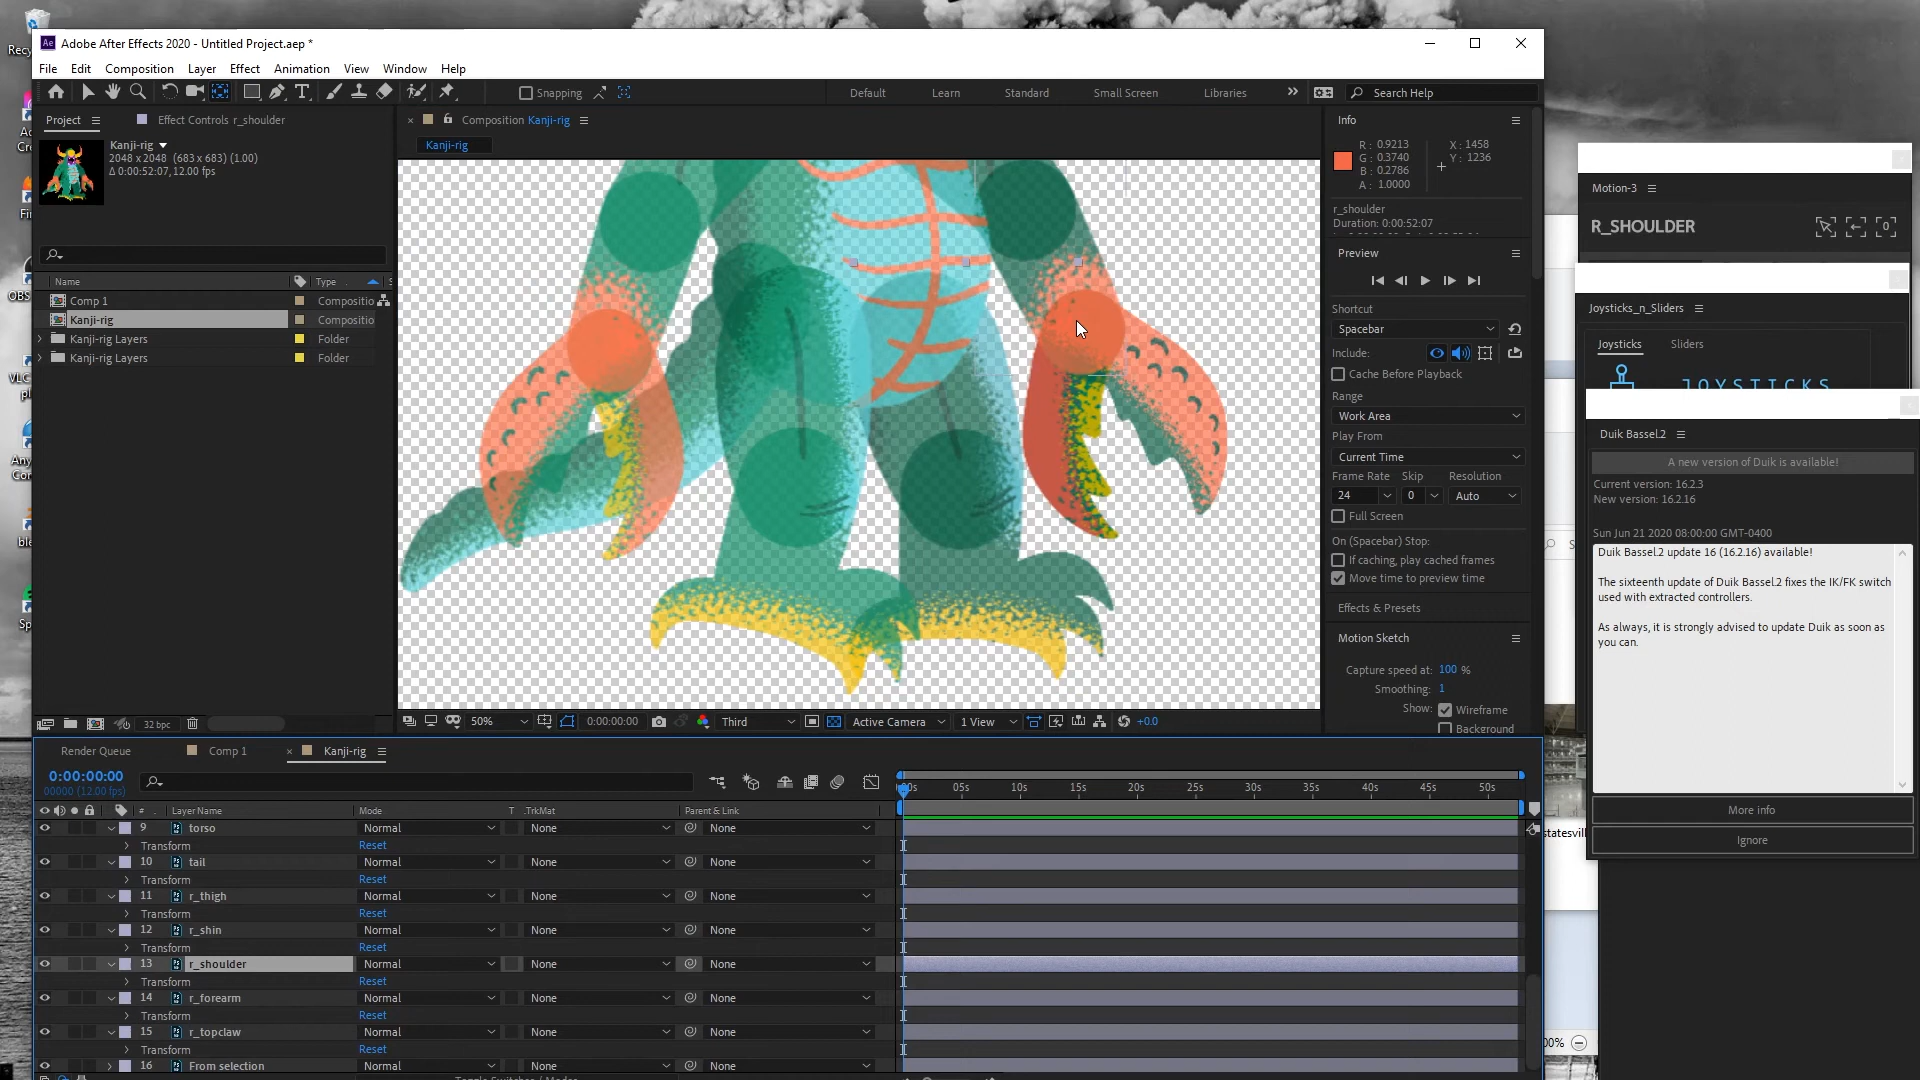 Adobe After Effects 2020 - Untitled Project.aep *
File Edit Composition Layer Effect Animation View Window Help
Snapping
Default Learn Standard Small Screen Libraries
Search Help
Project
Effect Controls r_shoulder
Composition Kanji-rig
Kanji-rig
Kanji-rig
2048 x 2048 (683 x 683) (1.00)
Δ 0:00:52:07, 12.00 fps
Name Type
Comp 1 Compositio
Kanji-rig Compositio
Kanji-rig Layers Folder
Kanji-rig Layers Folder
32 bpc
50% 0:00:00:00 Third Active Camera 1 View +0.0
Info
R : 0.9213
G : 0.3740
B : 0.2786
A : 1.0000
X : 1458
Y : 1236
r_shoulder
Duration: 0:00:52:07
Preview
Shortcut
Spacebar
Include:
Cache Before Playback
Range
Work Area
Play From
Current Time
Frame Rate Skip Resolution
24 0 Auto
Full Screen
On (Spacebar) Stop:
If caching, play cached frames
Move time to preview time
Effects & Presets
Motion Sketch
Capture speed at: 100 %
Smoothing: 1
Show: Wireframe
Background
Motion-3
R_SHOULDER
Joysticks_n_Sliders
Joysticks Sliders
JOYSTICKS
Duik Bassel.2
A new version of Duik is available!
Current version: 16.2.3
New version: 16.2.16
Sun Jun 21 2020 08:00:00 GMT-0400
Duik Bassel.2 update 16 (16.2.16) available!
The sixteenth update of Duik Bassel.2 fixes the IK/FK switch
used with extracted controllers.
As always, it is strongly advised to update Duik as soon as
you can.
More info
Ignore
Render Queue Comp 1 Kanji-rig
0:00:00:00
00000 (12.00 fps)
05s 10s 15s 20s 25s 30s 35s 40s 45s 50s
# Layer Name Mode T .TrkMat Parent & Link
9 torso Normal None None
Transform Reset
10 tail Normal None None
Transform Reset
11 r_thigh Normal None None
Transform Reset
12 r_shin Normal None None
Transform Reset
13 r_shoulder Normal None None
Transform Reset
14 r_forearm Normal None None
Transform Reset
15 r_topclaw Normal None None
Transform Reset
16 From selection Normal None None